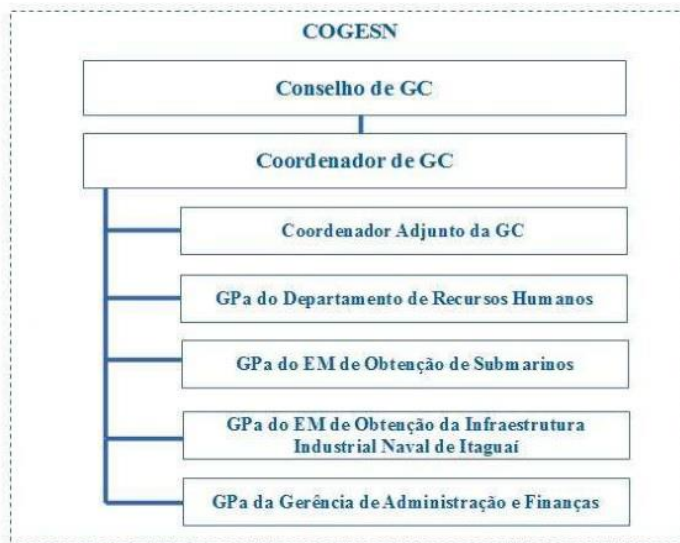 COGESN
Conselho de GC
Coordenador de GC
Coordenador Adjunto da GC
GPa do Departamento de Recursos Humanos
GPa do EM de Obtenção de Submarinos
GPa do EM de Obtenção da Infraestrutura
Industrial Naval de Itaguaí
GPa da Gerência de Administração e Finanças